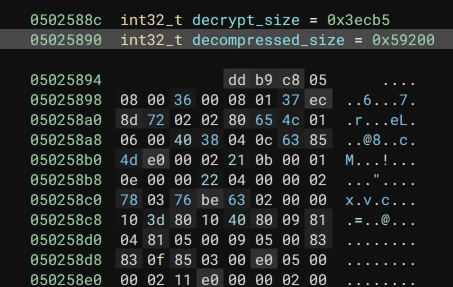 0502588c int32_t decrypt_size = 0x3ecb5
05025890 int32_t decompressed_size = 0x59200
05025894 dd b9 c8 05 ....
05025898 08 00 36 00 08 01 37 ec ..6...7.
050258a0 8d 72 02 02 80 65 4c 01 .r...eL.
050258a8 06 00 40 38 04 0c 63 85 ..@8..c.
050258b0 4d e0 00 02 21 0b 00 01 M...!...
050258b8 0e 00 00 22 04 00 00 02 ..."....
050258c0 78 03 76 be 63 02 00 00 x.v.c...
050258c8 10 3d 80 10 40 80 09 81 .=..@...
050258d0 04 81 05 00 09 05 00 83 ........
050258d8 83 0f 85 03 00 e0 05 00 ........
050258e0 00 02 11 e0 00 00 02 00 ........